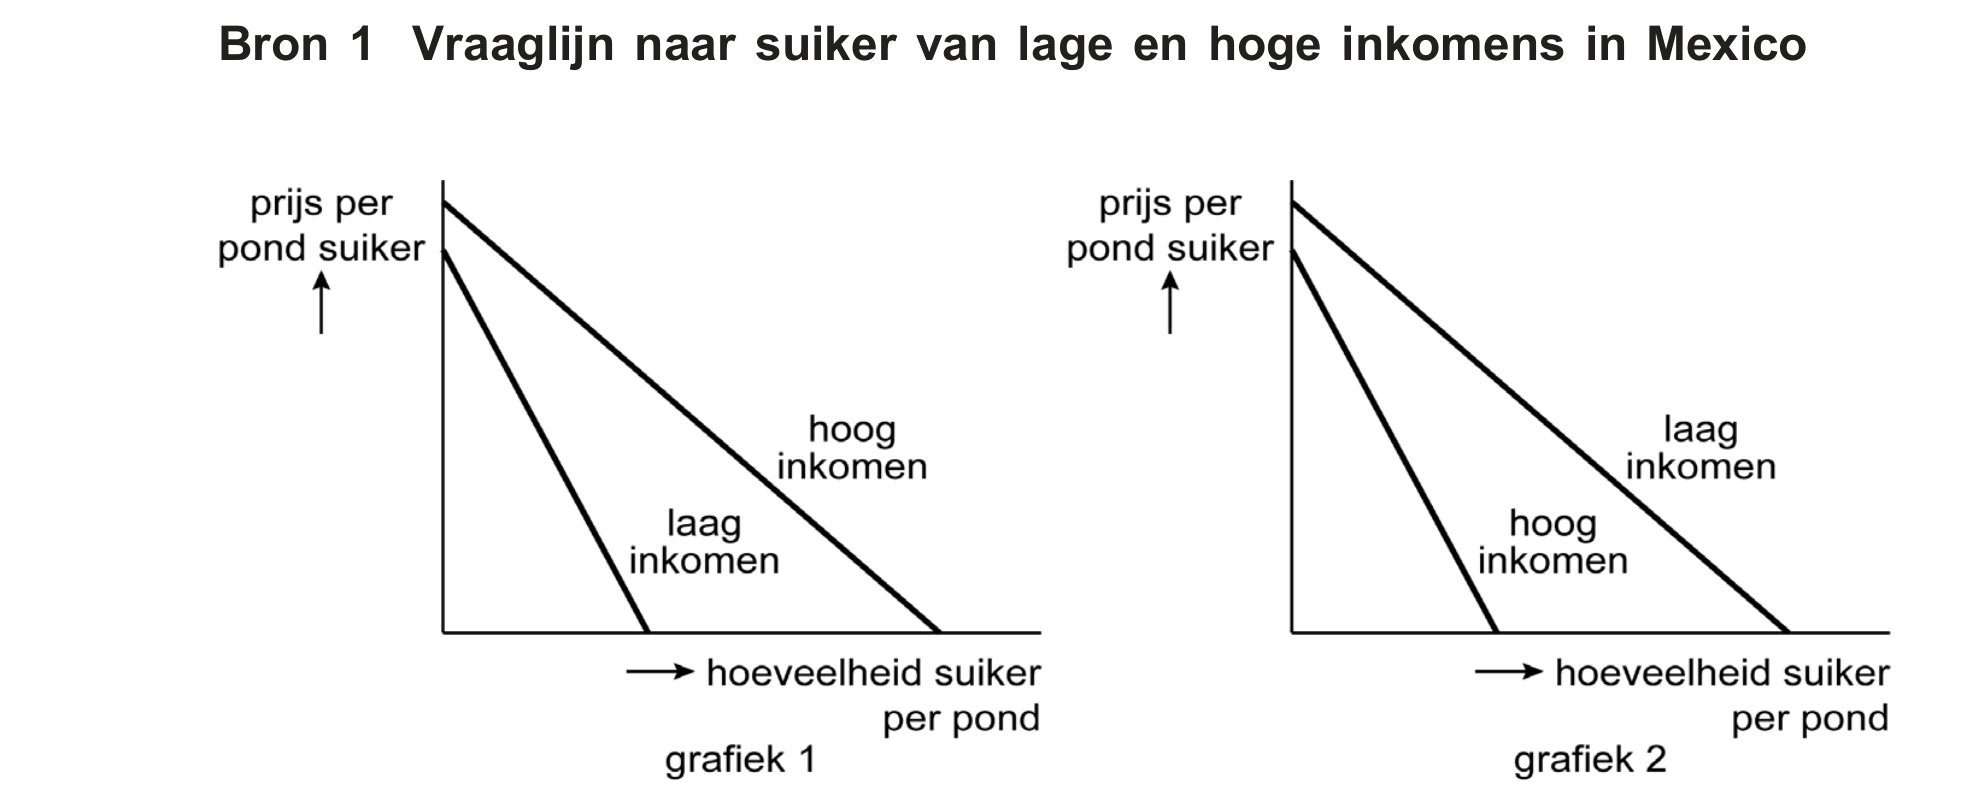 Bron 1 Vraaglijn naar suiker van lage en hoge inkomens in Mexico
prijs per
pond suiker
hoog
inkomen
laag
inkomen
hoeveelheid suiker
per pond
grafiek 1
prijs per
pond suiker
laag
inkomen
hoog
inkomen
hoeveelheid suiker
per pond
grafiek 2